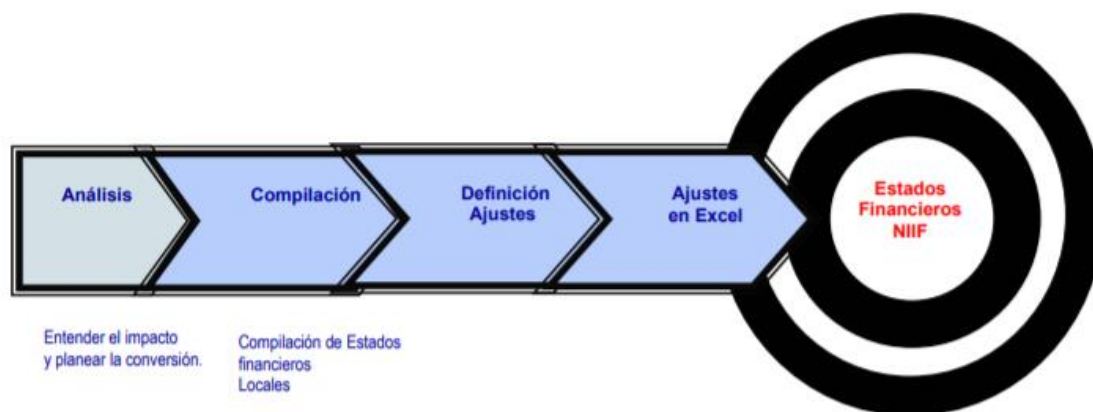 Análisis
Compilación
Definición
Ajustes
Ajustes
en Excel
Estados
Financieros
NIIF
Entender el impacto
y planear la conversión.
Compilación de Estados
financieros
Locales